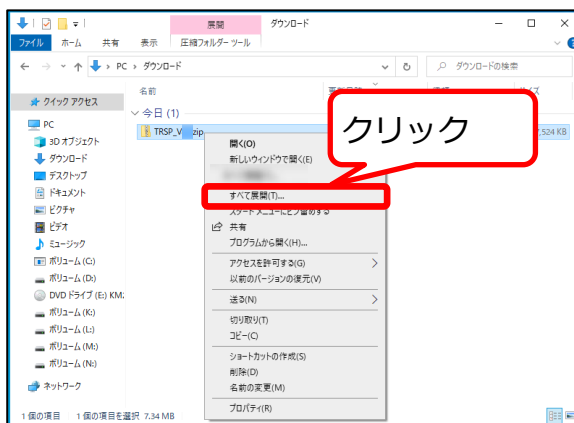 展開
ダウンロード
ファイル
ホーム
共有
表示
圧縮フォルダー ツール
PC › ダウンロード
ダウンロードの検索
名前
クイック アクセス
今日 (1)
PC
TRSP_V
zip
,524 KB
クリック
3D オブジェクト
ダウンロード
デスクトップ
ドキュメント
ピクチャ
ビデオ
ミュージック
ボリューム (C:)
ボリューム (D:)
DVD ドライブ (E:) KM
ボリューム (K:)
ボリューム (L:)
ボリューム (M:)
ボリューム (N:)
ネットワーク
開く(O)
新しいウィンドウで開く(E)
すべて展開(T)...
スタート メニューにピン留めする
共有
プログラムから開く(H)...
アクセスを許可する(G)
以前のバージョンの復元(V)
送る(N)
切り取り(T)
コピー(C)
ショートカットの作成(S)
削除(D)
名前の変更(M)
プロパティ(R)
1 個の項目
1 個の項目を選択 7.34 MB